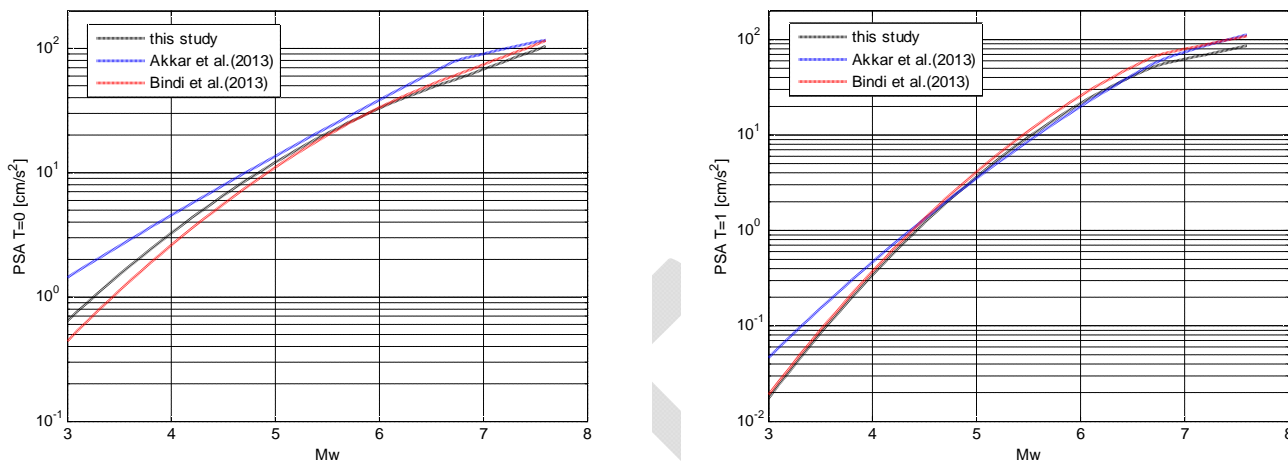 10^2
10^1
10^0
10^-1
PSA T=0 [cm/s^2]
this study
Akkar et al.(2013)
Bindi et al.(2013)
3 4 5 6 7 8
Mw
10^2
10^1
10^0
10^-1
10^-2
PSA T=1 [cm/s^2]
this study
Akkar et al.(2013)
Bindi et al.(2013)
3 4 5 6 7 8
Mw